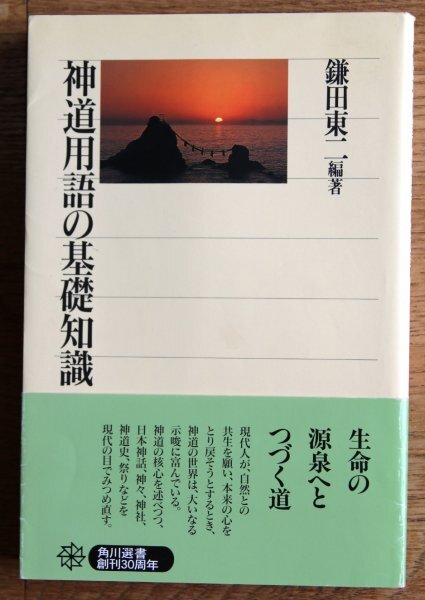 鎌田東二編著
神道用語の基礎知識
生命の
源泉へと
つづく道
現代人が、自然との
共生を願い、本来の心を
とり戻そうとするとき、
神道の世界は、大いなる
示唆に富んでいる。
神道の核心を述べつつ、
日本神話、神々、神社、
神道史、祭りなどを
現代の目でみつめ直す。
角川選書
創刊30周年